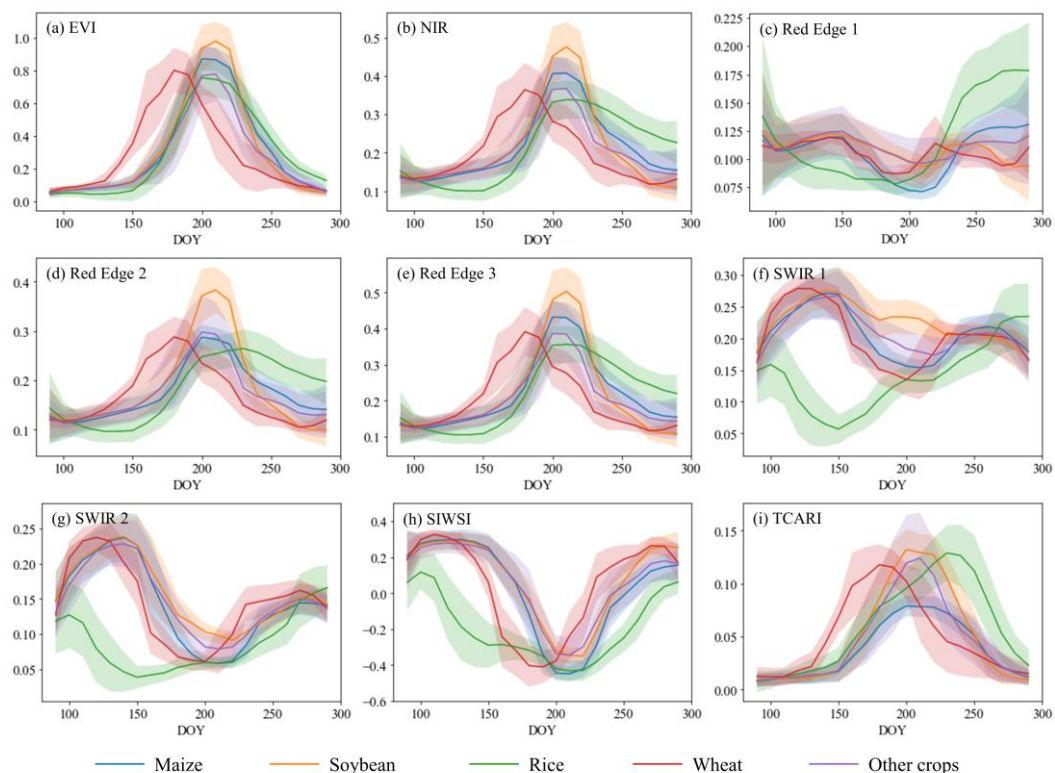 (a) EVI
1.0
0.8
0.6
0.4
0.2
0.0
100 150 200 250 300
DOY
(b) NIR
0.5
0.4
0.3
0.2
0.1
100 150 200 250 300
DOY
(c) Red Edge 1
0.225
0.200
0.175
0.150
0.125
0.100
0.075
100 150 200 250 300
DOY
(d) Red Edge 2
0.4
0.3
0.2
0.1
100 150 200 250 300
DOY
(e) Red Edge 3
0.5
0.4
0.3
0.2
0.1
100 150 200 250 300
DOY
(f) SWIR 1
0.30
0.25
0.20
0.15
0.10
0.05
100 150 200 250 300
DOY
(g) SWIR 2
0.25
0.20
0.15
0.10
0.05
100 150 200 250 300
DOY
(h) SIWSI
0.4
0.2
0.0
−0.2
−0.4
−0.6
100 150 200 250 300
DOY
(i) TCARI
0.15
0.10
0.05
0.00
100 150 200 250 300
DOY
Maize Soybean Rice Wheat Other crops